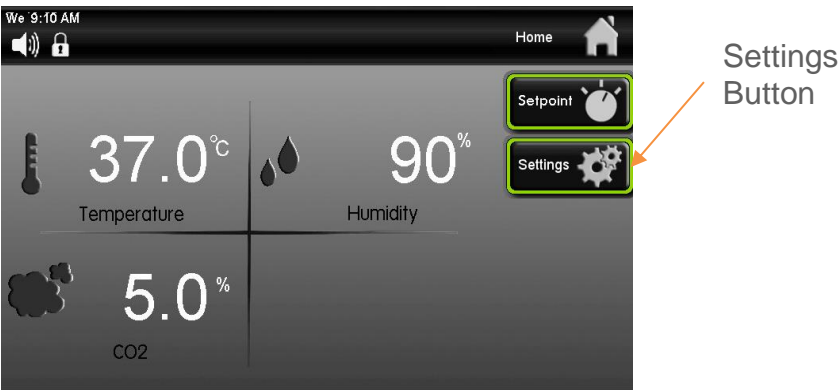 We 9:10 AM
Home
Settings
Button
Setpoint
Settings
37.0°C
90%
Temperature
Humidity
5.0%
CO2